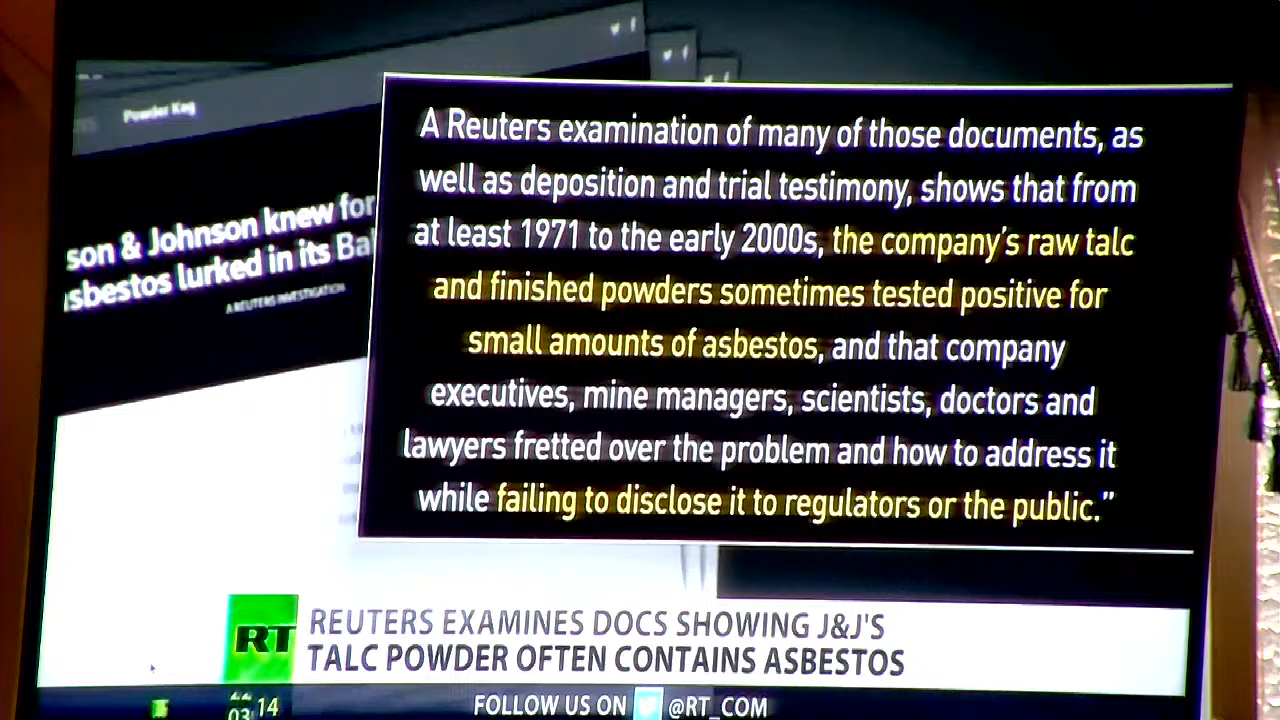 Powder Keg
son & Johnson knew for
sbestos lurked in its Ba
A REUTERS INVESTIGATION
A Reuters examination of many of those documents, as
well as deposition and trial testimony, shows that from
at least 1971 to the early 2000s, the company's raw talc
and finished powders sometimes tested positive for
small amounts of asbestos, and that company
executives, mine managers, scientists, doctors and
lawyers fretted over the problem and how to address it
while failing to disclose it to regulators or the public."
RT
REUTERS EXAMINES DOCS SHOWING J&J'S
TALC POWDER OFTEN CONTAINS ASBESTOS
14
FOLLOW US ON @RT_COM